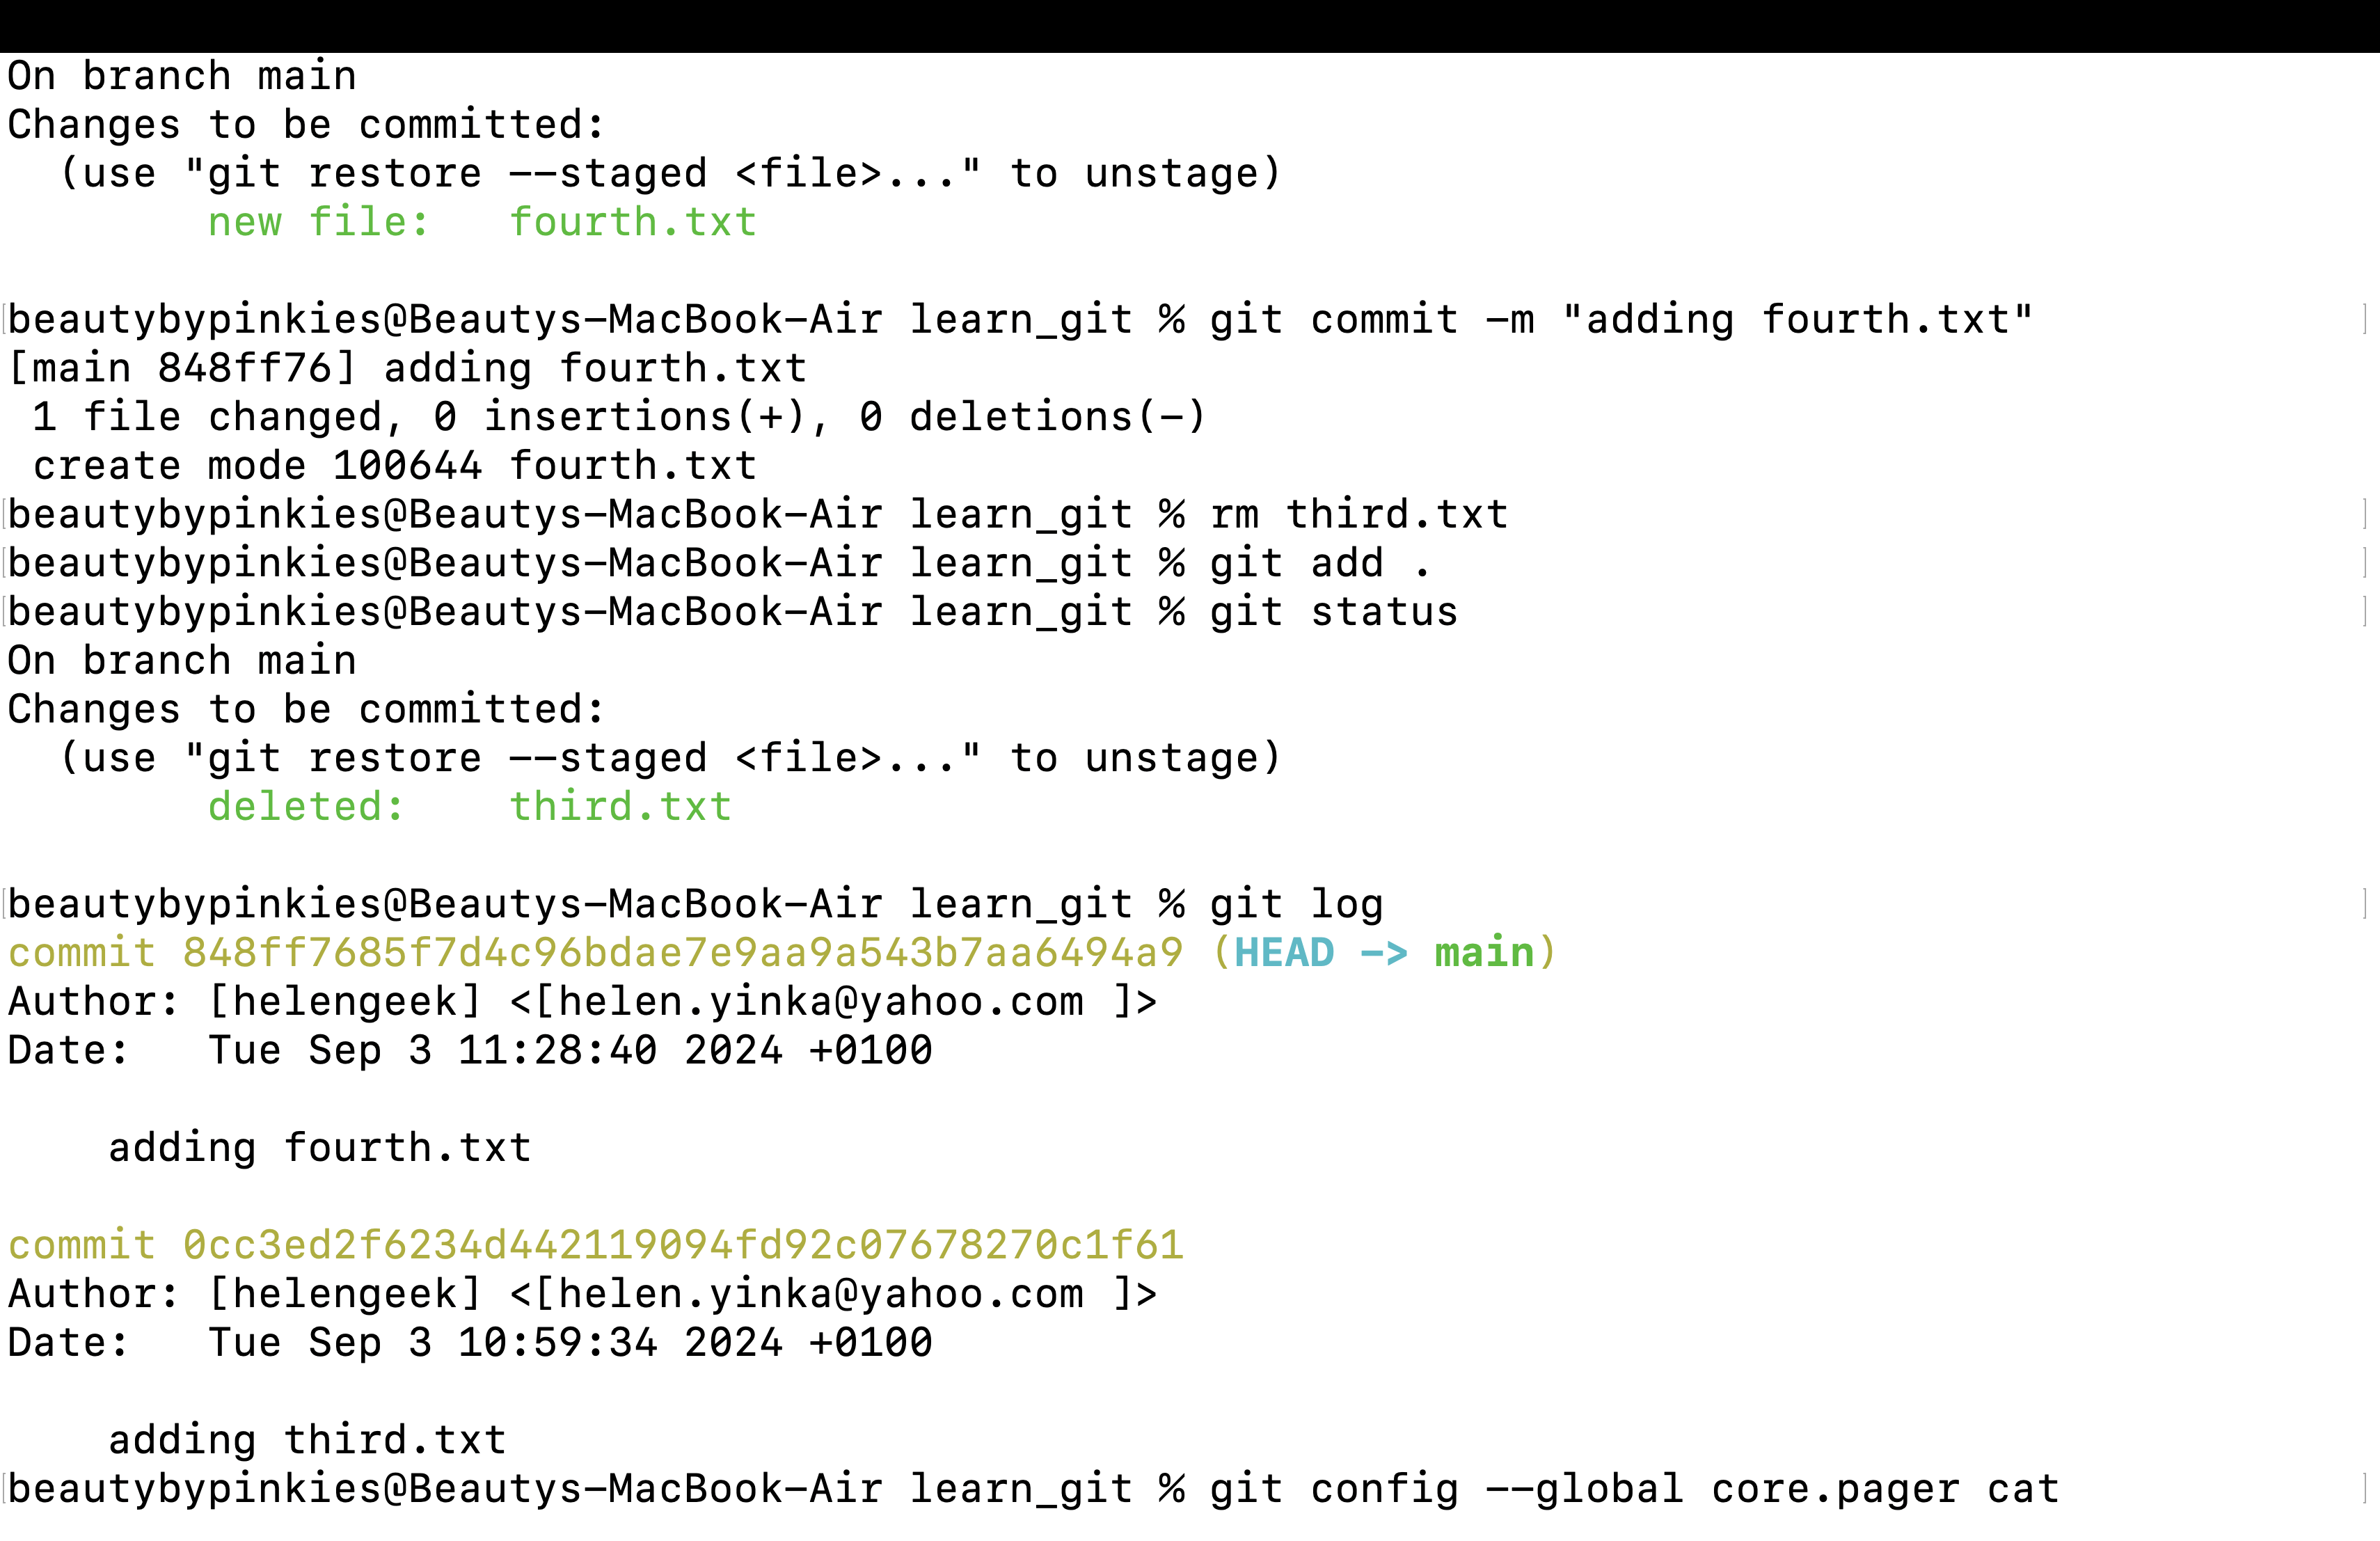 On branch main
Changes to be committed:
  (use "git restore --staged <file>..." to unstage)
        new file:   fourth.txt

[beautybypinkies@Beautys-MacBook-Air learn_git % git commit -m "adding fourth.txt" ]
[main 848ff76] adding fourth.txt
 1 file changed, 0 insertions(+), 0 deletions(-)
 create mode 100644 fourth.txt
[beautybypinkies@Beautys-MacBook-Air learn_git % rm third.txt ]
[beautybypinkies@Beautys-MacBook-Air learn_git % git add . ]
[beautybypinkies@Beautys-MacBook-Air learn_git % git status ]
On branch main
Changes to be committed:
  (use "git restore --staged <file>..." to unstage)
        deleted:    third.txt

[beautybypinkies@Beautys-MacBook-Air learn_git % git log ]
commit 848ff7685f7d4c96bdae7e9aa9a543b7aa6494a9 (HEAD -> main)
Author: [helengeek] <[helen.yinka@yahoo.com ]>
Date:   Tue Sep 3 11:28:40 2024 +0100

    adding fourth.txt

commit 0cc3ed2f6234d442119094fd92c07678270c1f61
Author: [helengeek] <[helen.yinka@yahoo.com ]>
Date:   Tue Sep 3 10:59:34 2024 +0100

    adding third.txt
[beautybypinkies@Beautys-MacBook-Air learn_git % git config --global core.pager cat ]